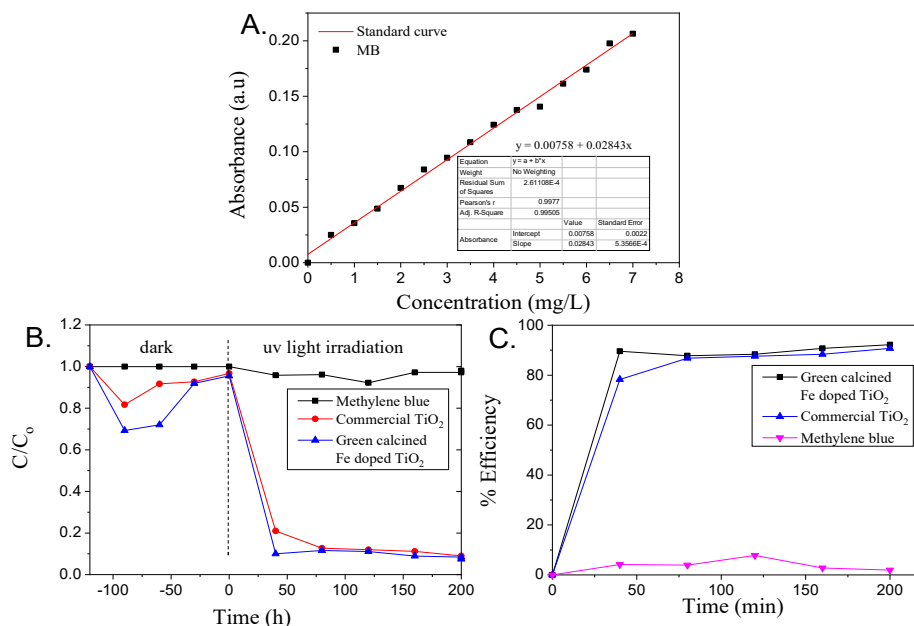 A.
Standard curve
MB
y = 0.00758 + 0.02843x
Equation y = a + b*x
Weight No Weighting
Residual Sum of Squares 2.61108E-4
Pearson's r 0.9977
Adj. R-Square 0.99505
Value Standard Error
Absorbance Intercept 0.00758 0.0022
Slope 0.02843 5.3566E-4
Absorbance (a.u)
0.20
0.15
0.10
0.05
0.00
0 1 2 3 4 5 6 7 8
Concentration (mg/L)
B.
dark uv light irradiation
Methylene blue
Commercial TiO₂
Green calcined
Fe doped TiO₂
C/Cₒ
1.2
1.0
0.8
0.6
0.4
0.2
0.0
-100 -50 0 50 100 150 200
Time (h)
C.
Green calcined
Fe doped TiO₂
Commercial TiO₂
Methylene blue
% Efficiency
100
80
60
40
20
0
0 50 100 150 200
Time (min)